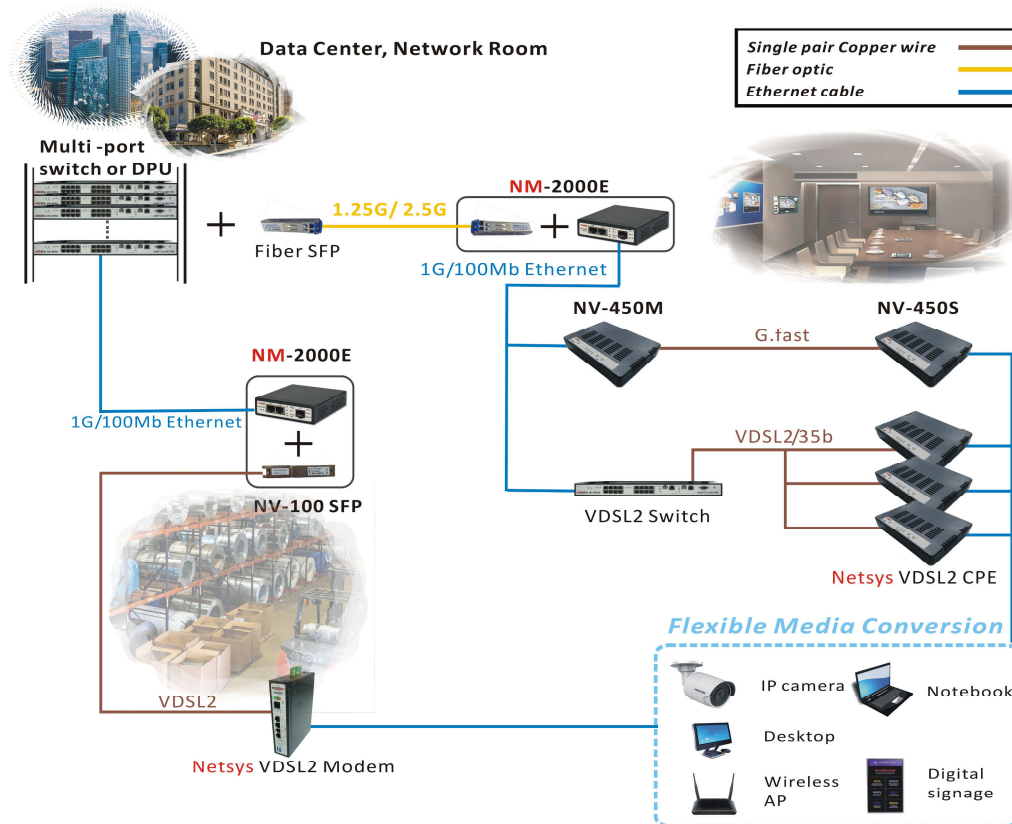 Data Center, Network Room
Single pair Copper wire
Fiber optic
Ethernet cable
Multi -port
switch or DPU
NM-2000E
1.25G/ 2.5G
Fiber SFP
1G/100Mb Ethernet
NV-450M
NV-450S
G.fast
NM-2000E
1G/100Mb Ethernet
VDSL2/35b
NV-100 SFP
VDSL2 Switch
Netsys VDSL2 CPE
Flexible Media Conversion
IP camera
Notebook
VDSL2
Desktop
Netsys VDSL2 Modem
Wireless
AP
Digital
signage